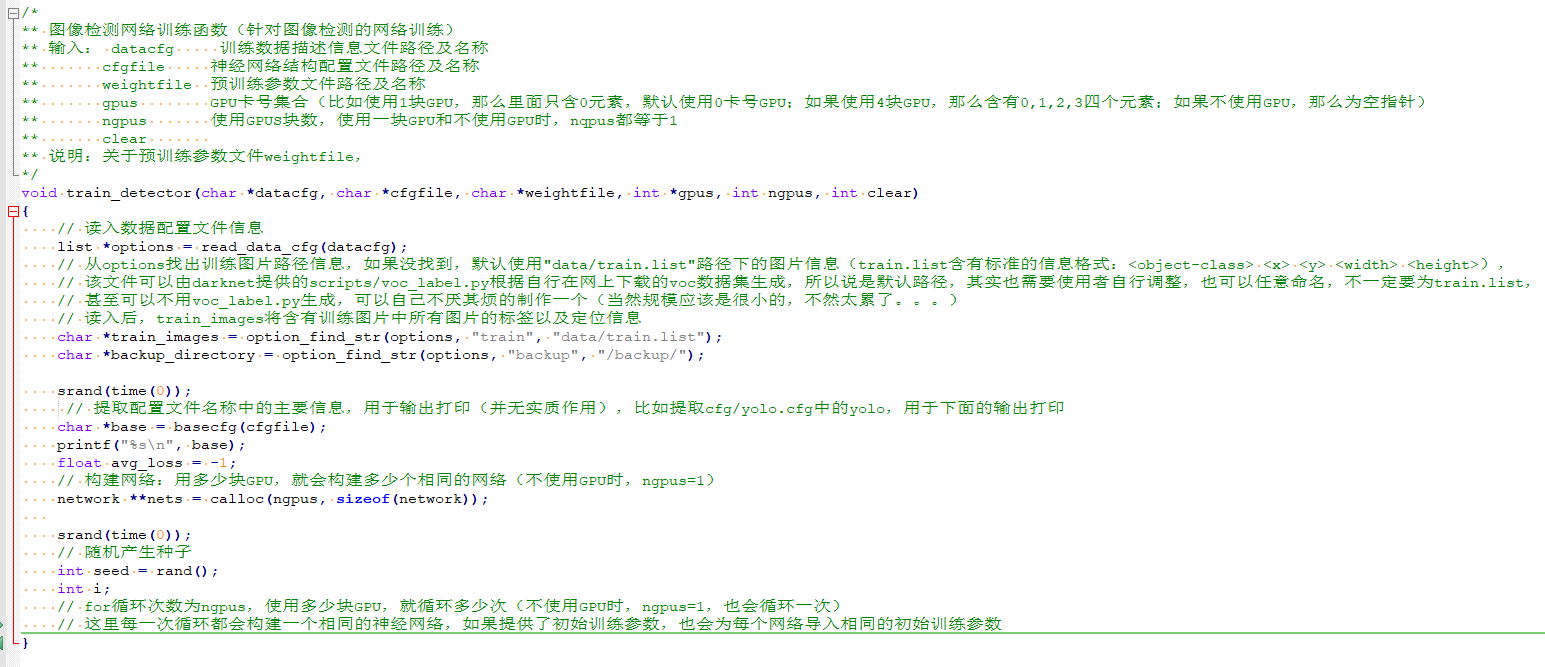 /*
** 图像检测网络训练函数（针对图像检测的网络训练）
** 输入： datacfg     训练数据描述信息文件路径及名称
**       cfgfile     神经网络结构配置文件路径及名称
**       weightfile  预训练参数文件路径及名称
**       gpus        GPU卡号集合（比如使用1块GPU，那么里面只含0元素，默认使用0卡号GPU；如果使用4块GPU，那么含有0,1,2,3四个元素；如果不使用GPU，那么为空指针）
**       ngpus       使用GPUS块数，使用一块GPU和不使用GPU时，nqpus都等于1
**       clear
** 说明：关于预训练参数文件weightfile，
*/
void train_detector(char *datacfg, char *cfgfile, char *weightfile, int *gpus, int ngpus, int clear)
{
    // 读入数据配置文件信息
    list *options = read_data_cfg(datacfg);
    // 从options找出训练图片路径信息，如果没找到，默认使用"data/train.list"路径下的图片信息（train.list含有标准的信息格式：<object-class> <x> <y> <width> <height>），
    // 该文件可以由darknet提供的scripts/voc_label.py根据自行在网上下载的voc数据集生成，所以说是默认路径，其实也需要使用者自行调整，也可以任意命名，不一定要为train.list，
    // 甚至可以不用voc_label.py生成，可以自己不厌其烦的制作一个（当然规模应该是很小的，不然太累了。。。）
    // 读入后，train_images将含有训练图片中所有图片的标签以及定位信息
    char *train_images = option_find_str(options, "train", "data/train.list");
    char *backup_directory = option_find_str(options, "backup", "/backup/");
    srand(time(0));
     // 提取配置文件名称中的主要信息，用于输出打印（并无实质作用），比如提取cfg/yolo.cfg中的yolo，用于下面的输出打印
    char *base = basecfg(cfgfile);
    printf("%s\n", base);
    float avg_loss = -1;
    // 构建网络：用多少块GPU，就会构建多少个相同的网络（不使用GPU时，ngpus=1）
    network **nets = calloc(ngpus, sizeof(network));
    srand(time(0));
    // 随机产生种子
    int seed = rand();
    int i;
    // for循环次数为ngpus，使用多少块GPU，就循环多少次（不使用GPU时，ngpus=1，也会循环一次）
    // 这里每一次循环都会构建一个相同的神经网络，如果提供了初始训练参数，也会为每个网络导入相同的初始训练参数
}